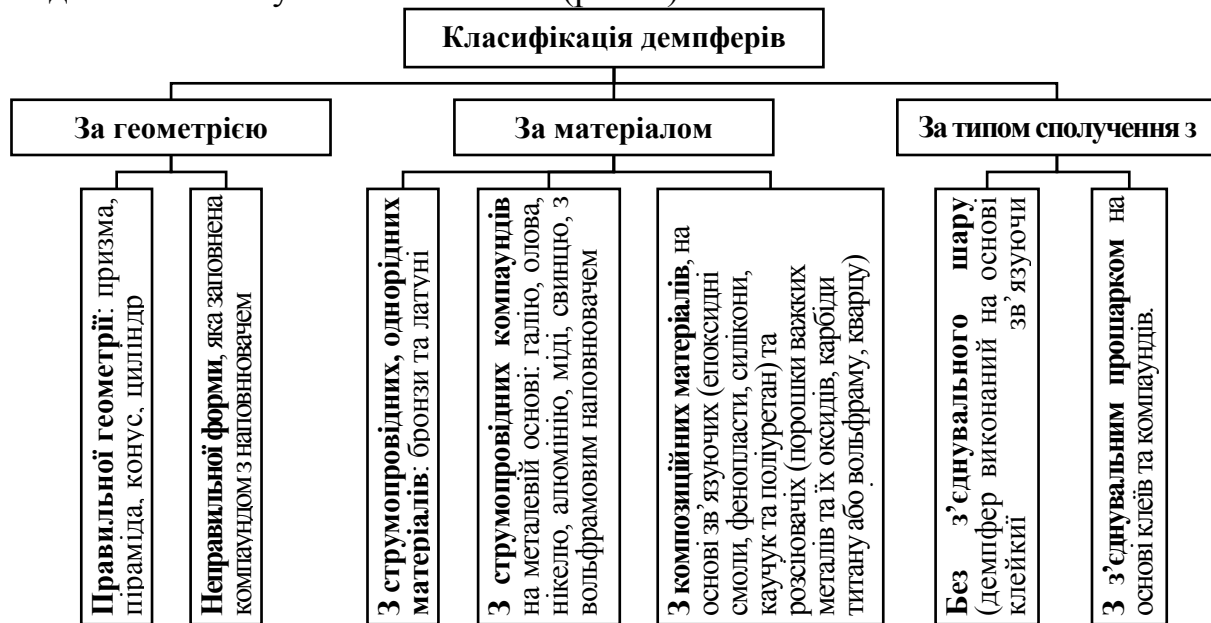 Класифікація демпферів
За геометрією
За матеріалом
За типом сполучення з
Правильної геометрії: призма,
піраміда, конус, циліндр
Неправильної форми, яка заповнена
компаундом з наповнювачем
З струмопровідних, однорідних
матеріалів: бронзи та латуні
З струмопровідних компаундів
на металевій основі: галію, олова,
нікелю, алюмінію, міді, свинцю, з
вольфрамовим наповнювачем
З композиційних матеріалів, на
основі зв’язуючих (епоксидні
смоли, фенопласти, силікони,
каучук та поліуретан) та
розсіювачіх (порошки важких
металів та їх оксидів, карбіди
титану або вольфраму, кварцу)
Без з’єднувального шару
(демпфер виконаний на основі
клейкиї зв’язуючи
З з’єднувальним прошарком на
основі клеїв та компаундів.